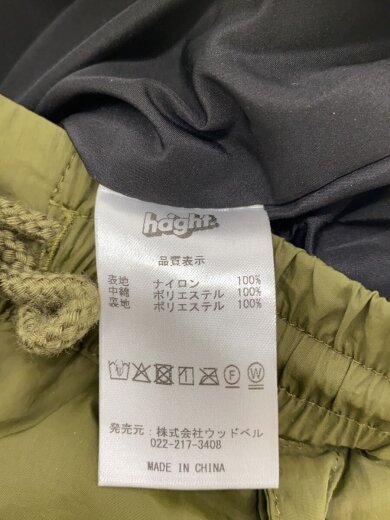 haight.
品質表示
表地 ナイロン 100%
中綿 ポリエステル 100%
裏地 ポリエステル 100%
F W
発売元:株式会社ウッドベル
022-217-3408
MADE IN CHINA